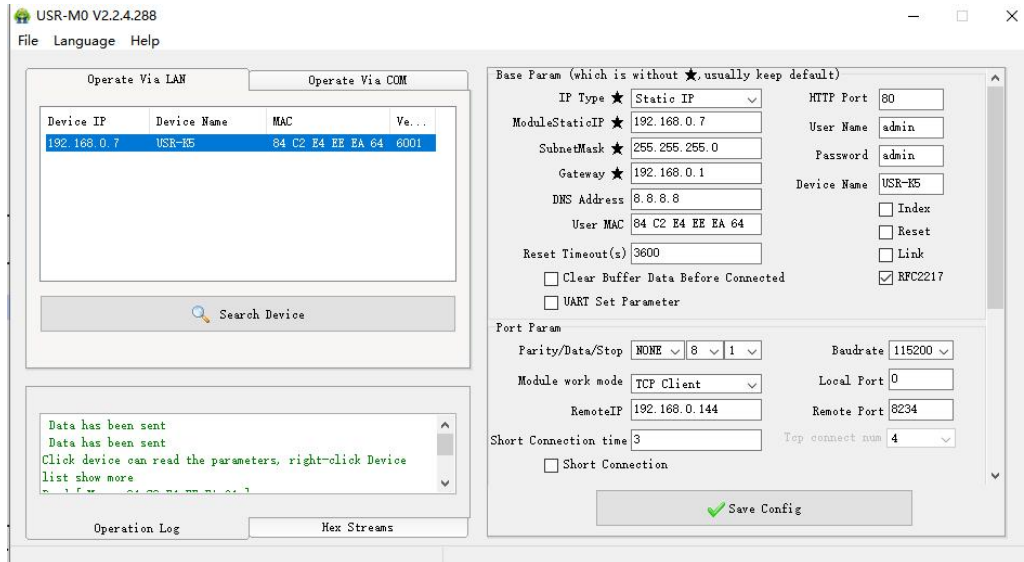 USR-M0 V2.2.4.288
File Language Help
Operate Via LAN Operate Via COM
Device IP Device Name MAC Ve...
192.168.0.7 USR-K5 84 C2 E4 EE EA 64 6001
Search Device
Data has been sent
Data has been sent
Click device can read the parameters, right-click Device
list show more
Operation Log Hex Streams
Base Param (which is without ★,usually keep default)
IP Type ★ Static IP
ModuleStaticIP ★ 192.168.0.7
SubnetMask ★ 255.255.255.0
Gateway ★ 192.168.0.1
DNS Address 8.8.8.8
User MAC 84 C2 E4 EE EA 64
Reset Timeout(s) 3600
Clear Buffer Data Before Connected
UART Set Parameter
HTTP Port 80
User Name admin
Password admin
Device Name USR-K5
Index
Reset
Link
RFC2217
Port Param
Parity/Data/Stop NONE 8 1 Baudrate 115200
Module work mode TCP Client Local Port 0
RemoteIP 192.168.0.144 Remote Port 8234
Short Connection time 3 Tcp connect num 4
Short Connection
Save Config